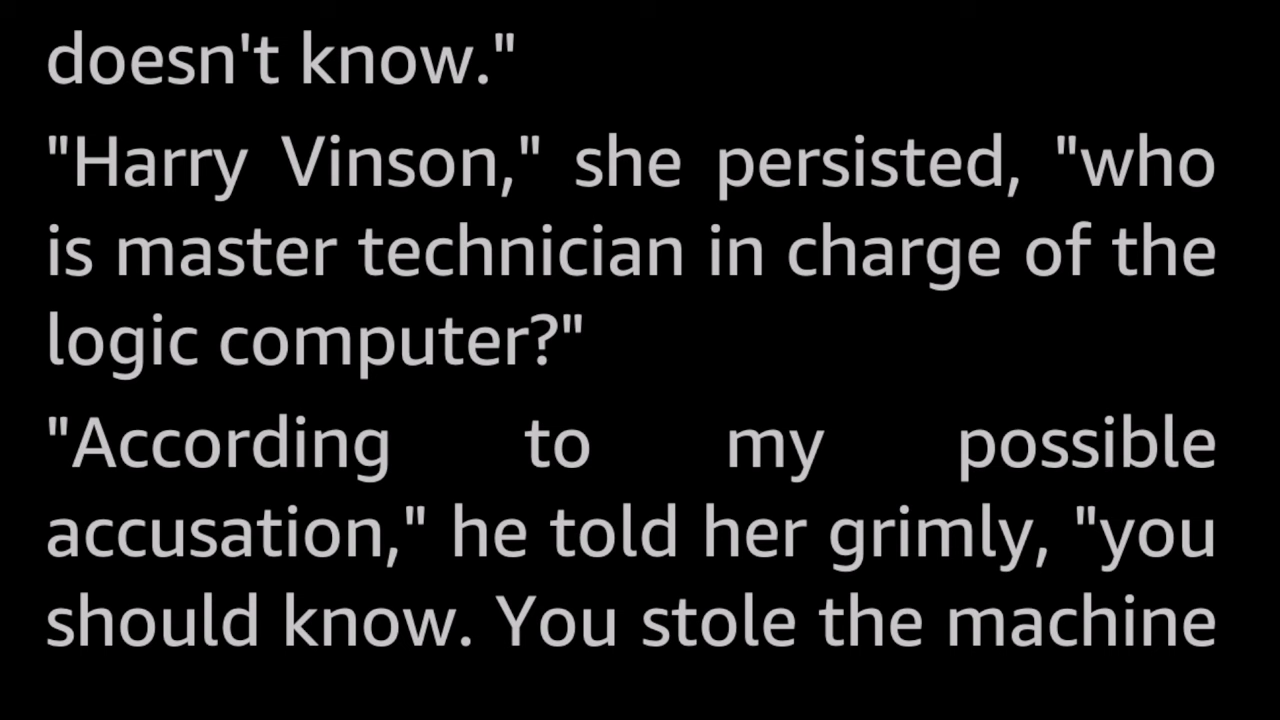 doesn't know."
"Harry Vinson," she persisted, "who
is master technician in charge of the
logic computer?"
"According to my possible
accusation," he told her grimly, "you
should know. You stole the machine